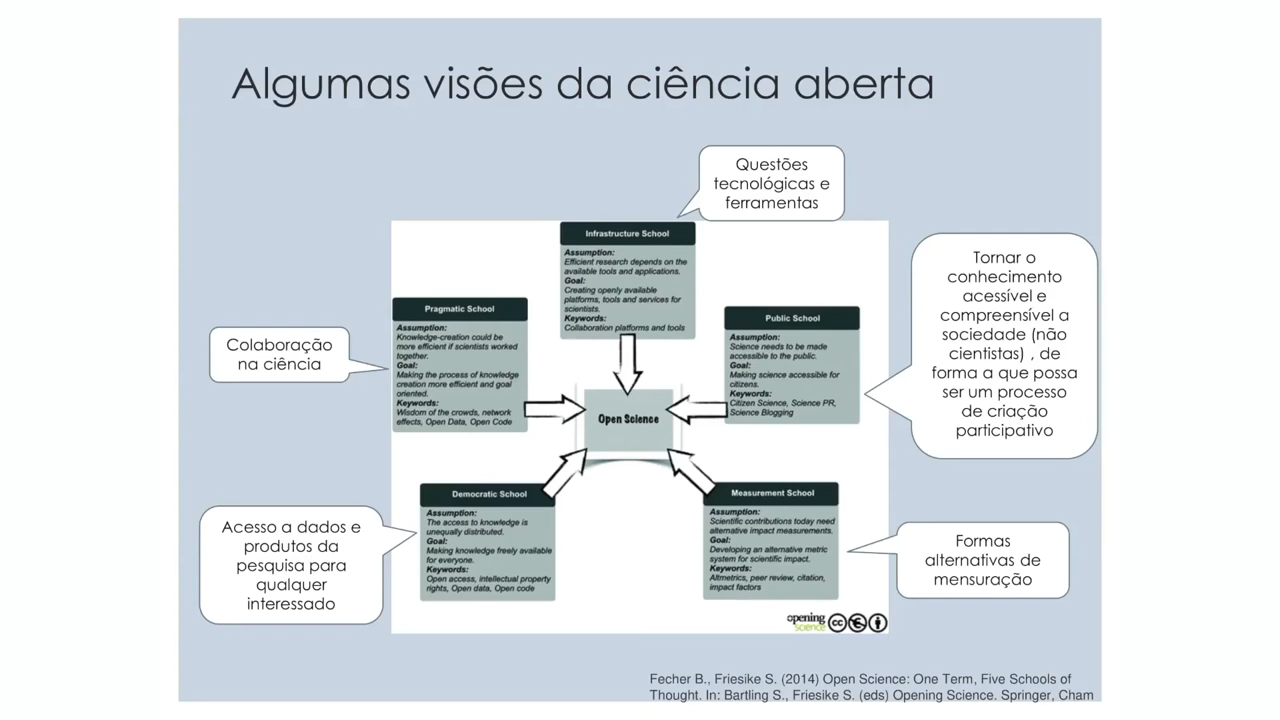 Algumas visões da ciência aberta
Questões
tecnológicas e
ferramentas
Infrastructure School
Assumption:
Efficient research depends on the
available tools and applications.
Goal:
Creating openly available
platforms, tools and services for
scientists.
Keywords:
Collaboration platforms and tools
Colaboração
na ciência
Pragmatic School
Assumption:
Knowledge-creation could be
more efficient if scientists worked
together.
Goal:
Making the process of knowledge
creation more efficient and goal
oriented.
Keywords:
Wisdom of the crowds, network
effects, Open Data, Open Code
Open Science
Public School
Assumption:
Science needs to be made
accessible to the public.
Goal:
Making science accessible for
citizens.
Keywords:
Citizen Science, Science PR,
Science Blogging
Tornar o
conhecimento
acessível e
compreensível a
sociedade (não
cientistas) , de
forma a que possa
ser um processo
de criação
participativo
Acesso a dados e
produtos da
pesquisa para
qualquer
interessado
Democratic School
Assumption:
The access to knowledge is
unequally distributed.
Goal:
Making knowledge freely available
for everyone.
Keywords:
Open access, intellectual property
rights, Open data, Open code
Measurement School
Assumption:
Scientific contributions today need
alternative impact measurements.
Goal:
Developing an alternative metric
system for scientific impact.
Keywords:
Altmetrics, peer review, citation,
impact factors
Formas
alternativas de
mensuração
opening
science
cc
Fecher B., Friesike S. (2014) Open Science: One Term, Five Schools of
Thought. In: Bartling S., Friesike S. (eds) Opening Science. Springer, Cham